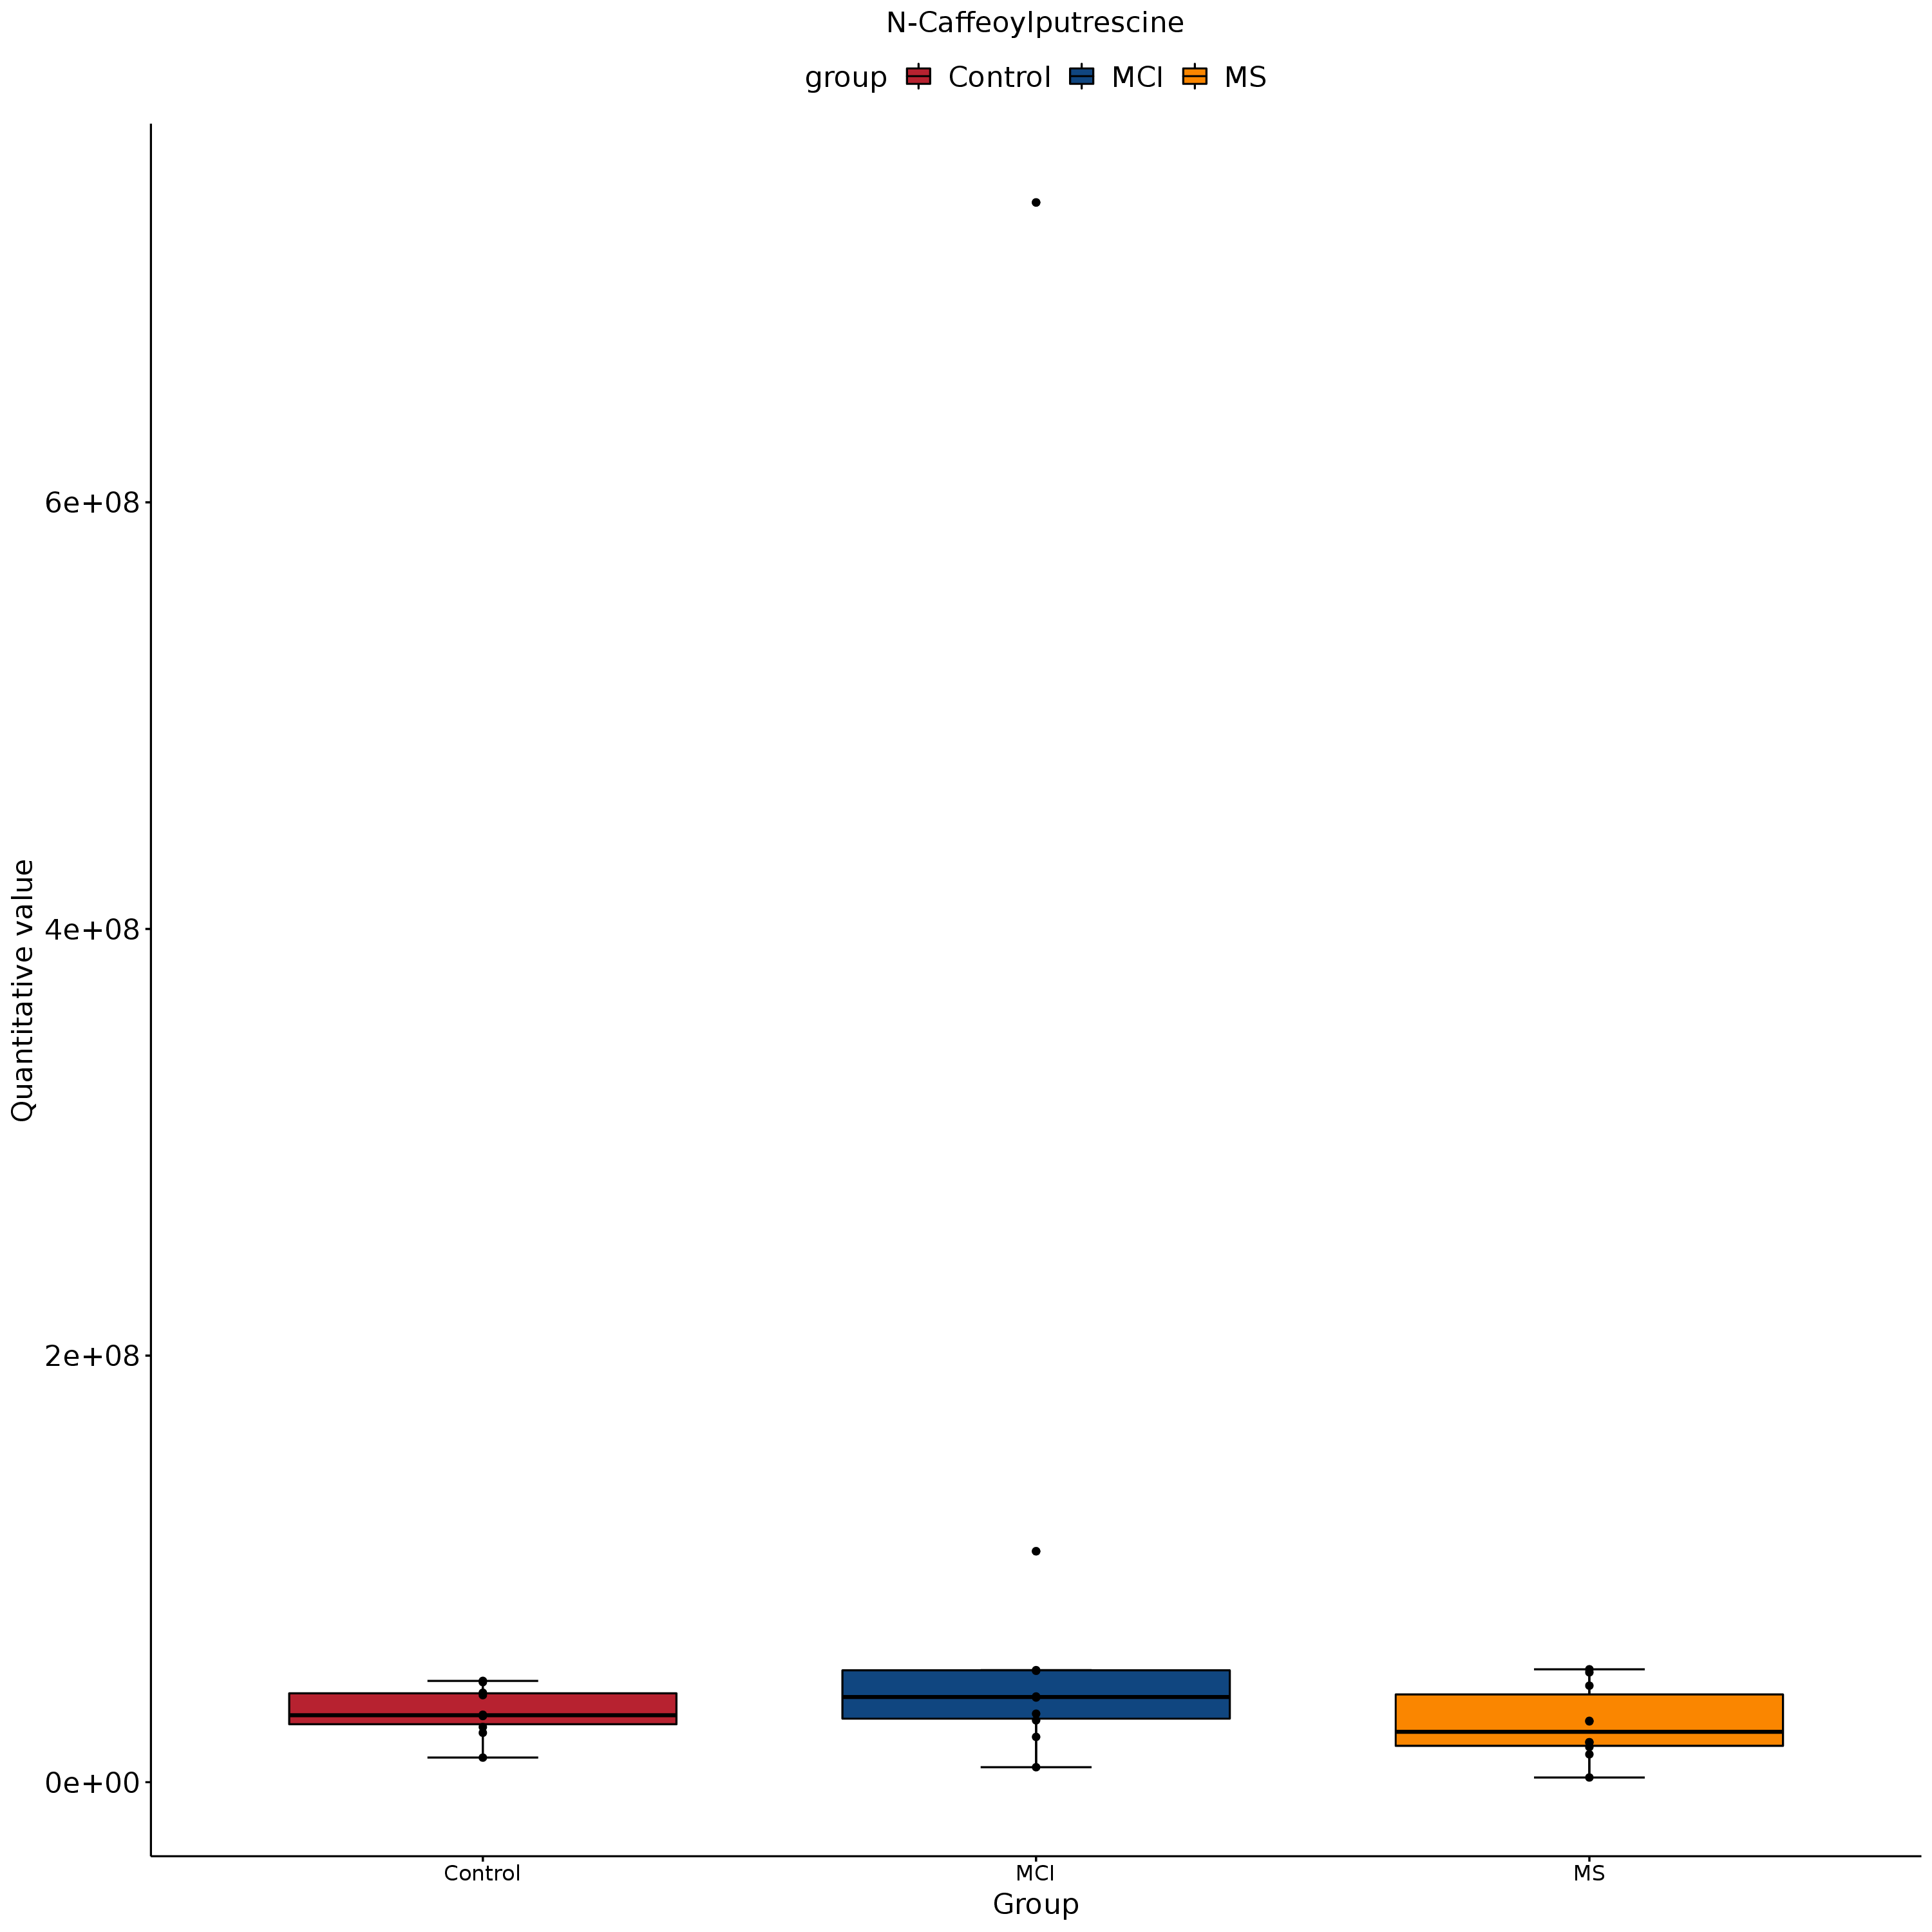 N-Caffeoylputrescine
group Control MCI MS
Quantitative value
6e+08
4e+08
2e+08
0e+00
Control MCI MS
Group